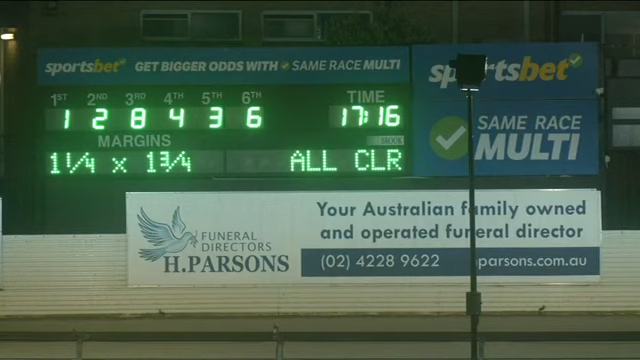 sportsbet GET BIGGER ODDS WITH SAME RACE MULTI
sportsbet
1ST 2ND 3RD 4TH 5TH 6TH TIME
1 2 8 4 3 6 17:16
MARGINS
1¼ x 1¾ ALL CLR
SAME RACE
MULTI
Your Australian family owned
and operated funeral director
FUNERAL
DIRECTORS
H.PARSONS
(02) 4228 9622 hparsons.com.au